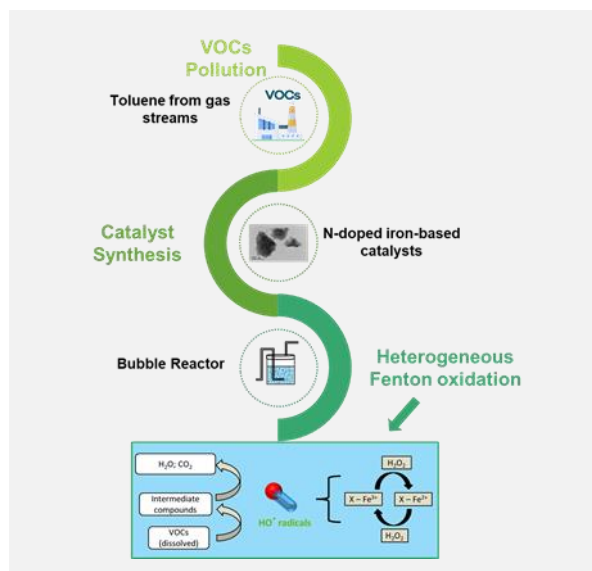 VOCs
Pollution
Toluene from gas
streams
VOCs
Catalyst
Synthesis
N-doped iron-based
catalysts
Bubble Reactor
Heterogeneous
Fenton oxidation
H₂O; CO₂
Intermediate
compounds
VOCs
(dissolved)
HO• radicals
H₂O₂
X – Fe³⁺
X – Fe²⁺
H₂O₂